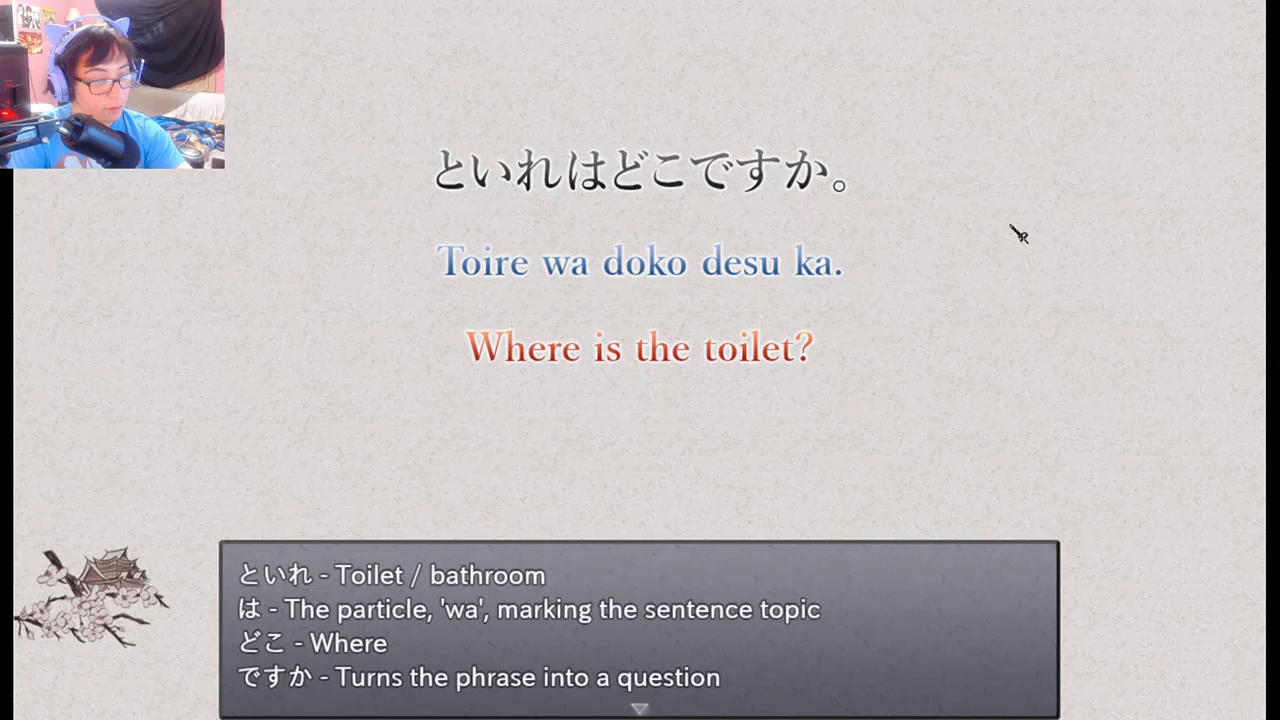 といれはどこですか。
Toire wa doko desu ka.
Where is the toilet?
といれ - Toilet / bathroom
は - The particle, 'wa', marking the sentence topic
どこ - Where
ですか - Turns the phrase into a question